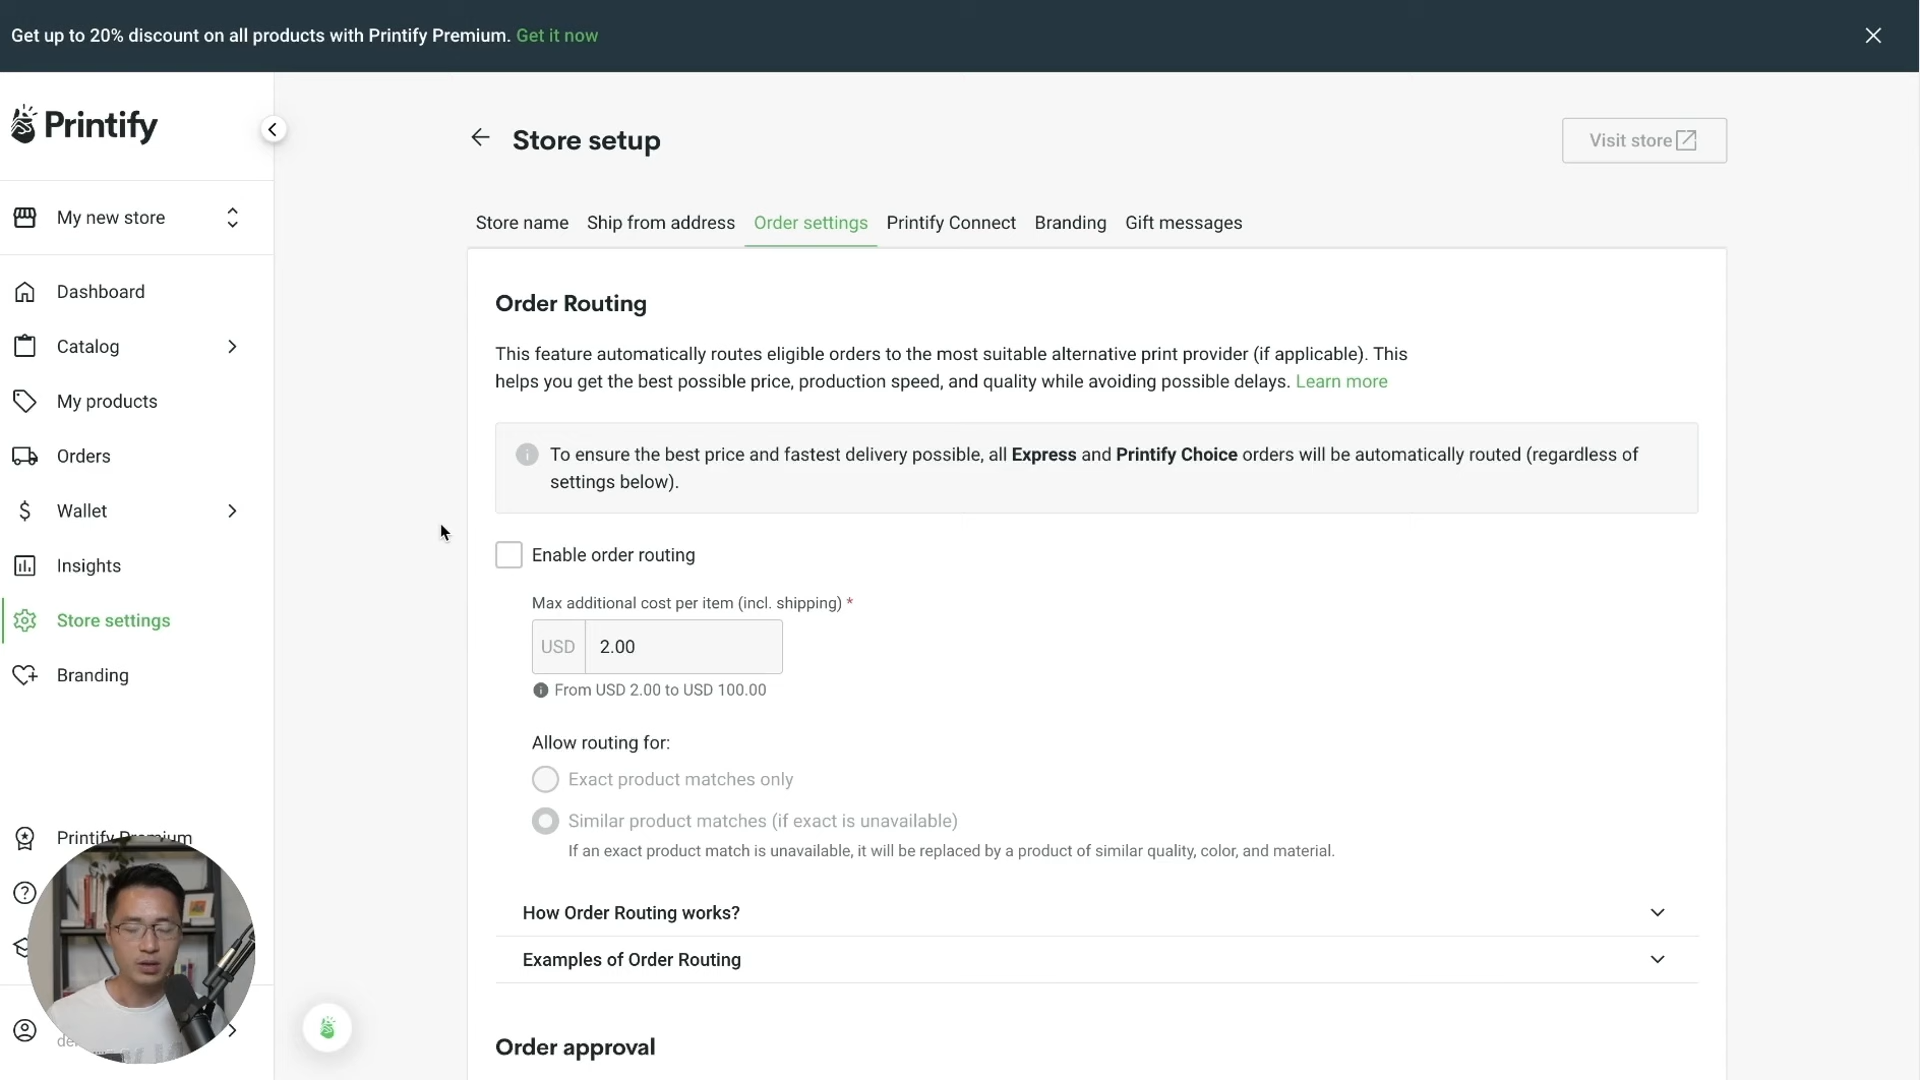 Get up to 20% discount on all products with Printify Premium. Get it now
Printify
My new store
Dashboard
Catalog
My products
Orders
Wallet
Insights
Store settings
Branding
Printify Premium
Store setup
Visit store
Store name Ship from address Order settings Printify Connect Branding Gift messages
Order Routing
This feature automatically routes eligible orders to the most suitable alternative print provider (if applicable). This
helps you get the best possible price, production speed, and quality while avoiding possible delays. Learn more
To ensure the best price and fastest delivery possible, all Express and Printify Choice orders will be automatically routed (regardless of
settings below).
Enable order routing
Max additional cost per item (incl. shipping) *
USD 2.00
From USD 2.00 to USD 100.00
Allow routing for:
Exact product matches only
Similar product matches (if exact is unavailable)
If an exact product match is unavailable, it will be replaced by a product of similar quality, color, and material.
How Order Routing works?
Examples of Order Routing
Order approval